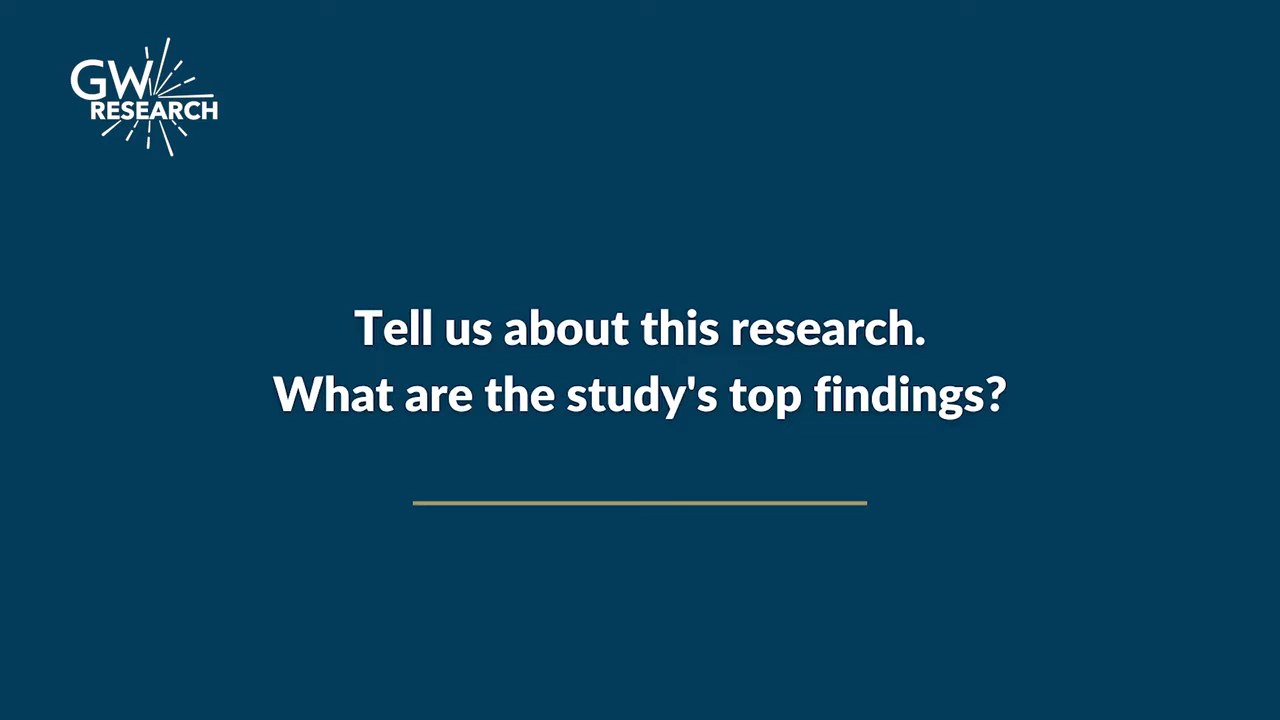 GW
RESEARCH
Tell us about this research.
What are the study's top findings?